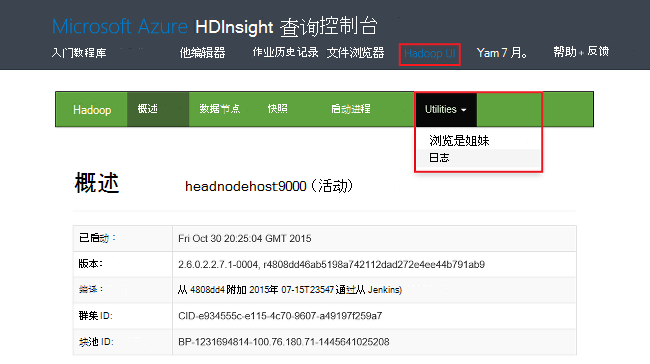 Microsoft Azure HDInsight 查询控制台
入门数程库 他编辑器 作业历史记录 文件浏览器 Hadoop UI Yam 7 月。 帮助 + 反馈
Hadoop 概述 数据节点 快照 启动进程 Utilities
浏览是姐妹
日志
概述 headnodehost:9000（活动）
已启动： Fri Oct 30 20:25:04 GMT 2015
版本： 2.6.0.2.2.7.1-0004, r4808dd46ab5198a742112dad272e4ee44b791ab9
编译： 从 4808dd4 附加 2015年 07-15T23547 通过从 Jenkins)
群集 ID: CID-e934555c-e115-4c70-9607-a49197f259a7
块池 ID: BP-1231694814-100.76.180.71-1445641025208